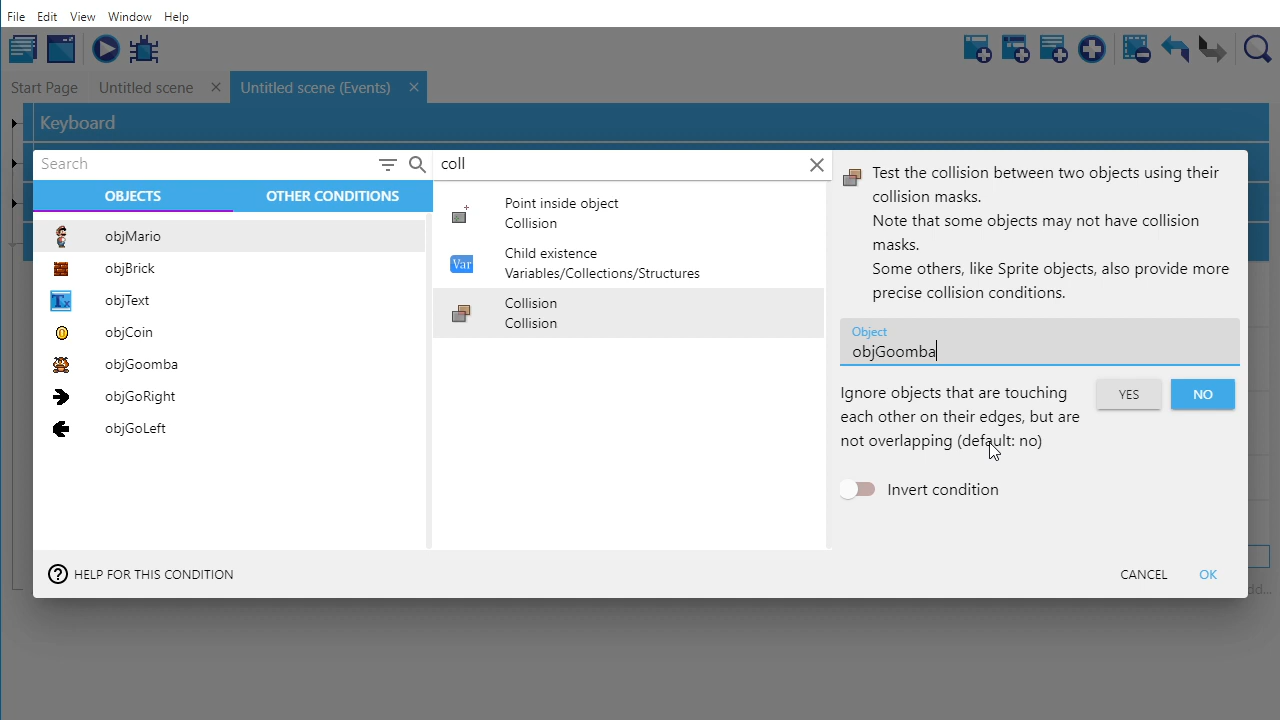 File Edit View Window Help
Start Page Untitled scene Untitled scene (Events)
Keyboard
Search
coll
OBJECTS OTHER CONDITIONS
objMario
objBrick
Tx objText
objCoin
objGoomba
objGoRight
objGoLeft
Point inside object
Collision
Var Child existence
Variables/Collections/Structures
Collision
Collision
Test the collision between two objects using their
collision masks.
Note that some objects may not have collision
masks.
Some others, like Sprite objects, also provide more
precise collision conditions.
Object
objGoomba
Ignore objects that are touching
each other on their edges, but are
not overlapping (default: no)
YES NO
Invert condition
? HELP FOR THIS CONDITION
CANCEL OK
dd...